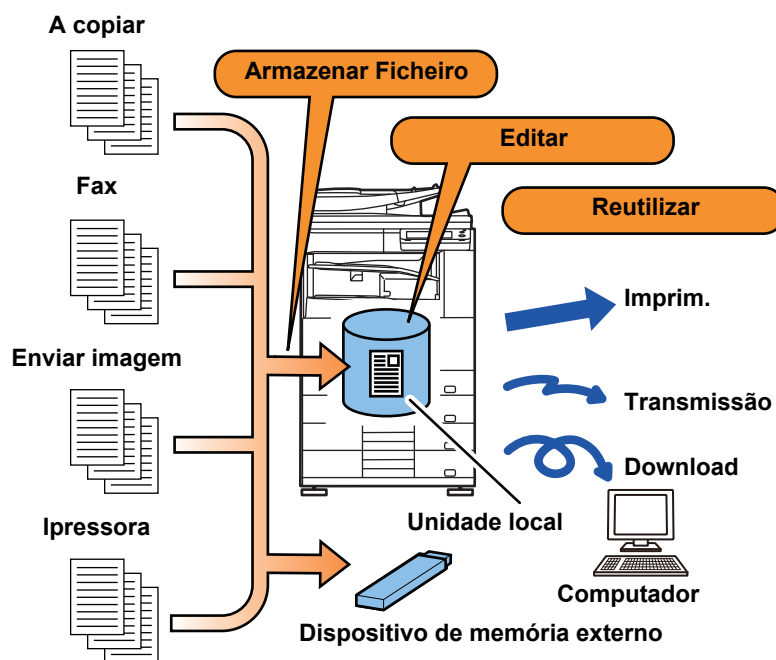 A copiar
Armazenar Ficheiro
Editar
Fax
Reutilizar
Imprim.
Enviar imagem
Transmissão
Download
Unidade local
Ipressora
Computador
Dispositivo de memória externo